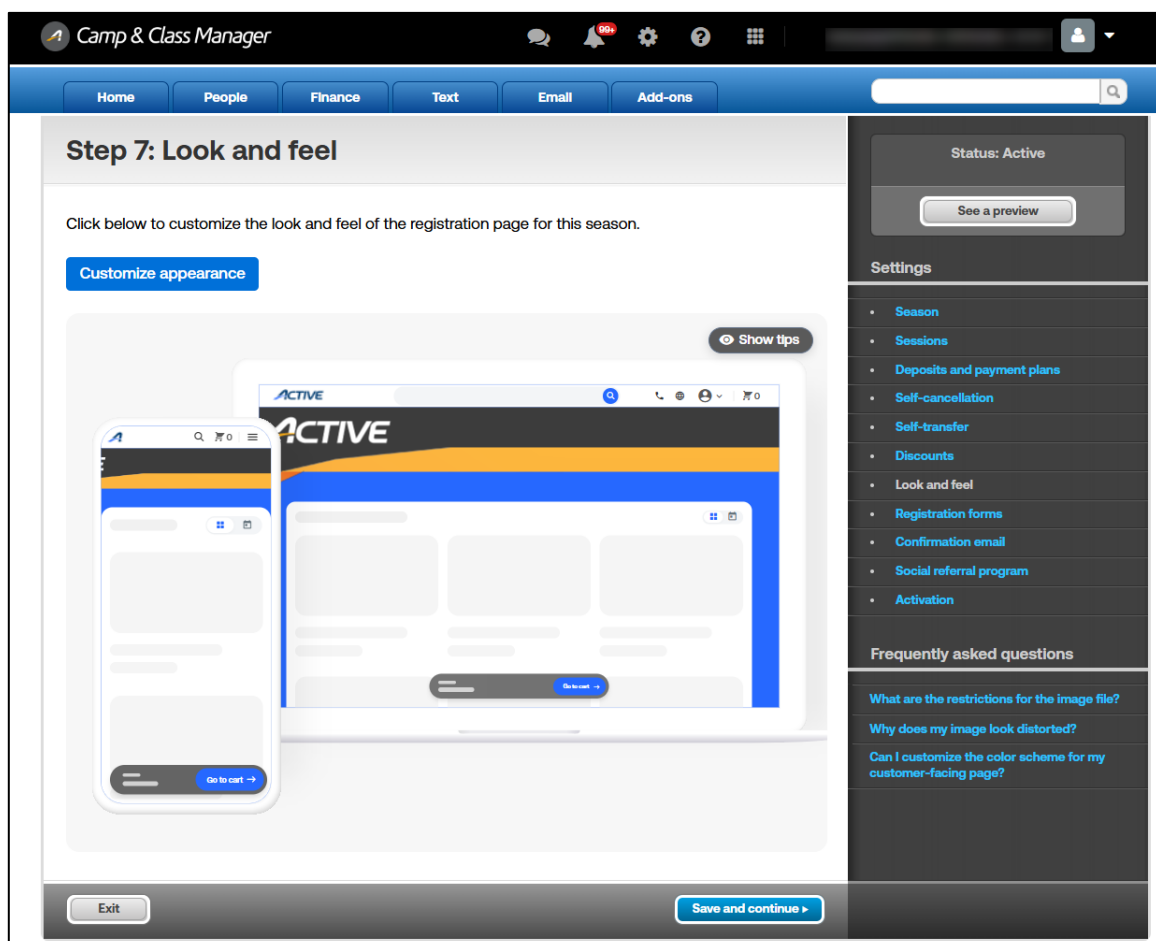 Camp & Class Manager
99+
Home People Finance Text Email Add-ons
Step 7: Look and feel
Click below to customize the look and feel of the registration page for this season.
Customize appearance
Show tips
ACTIVE
0
ACTIVE
0
Go to cart →
Go to cart →
Exit
Save and continue ▸
Status: Active
See a preview
Settings
Season
Sessions
Deposits and payment plans
Self-cancellation
Self-transfer
Discounts
Look and feel
Registration forms
Confirmation email
Social referral program
Activation
Frequently asked questions
What are the restrictions for the image file?
Why does my image look distorted?
Can I customize the color scheme for my
customer-facing page?